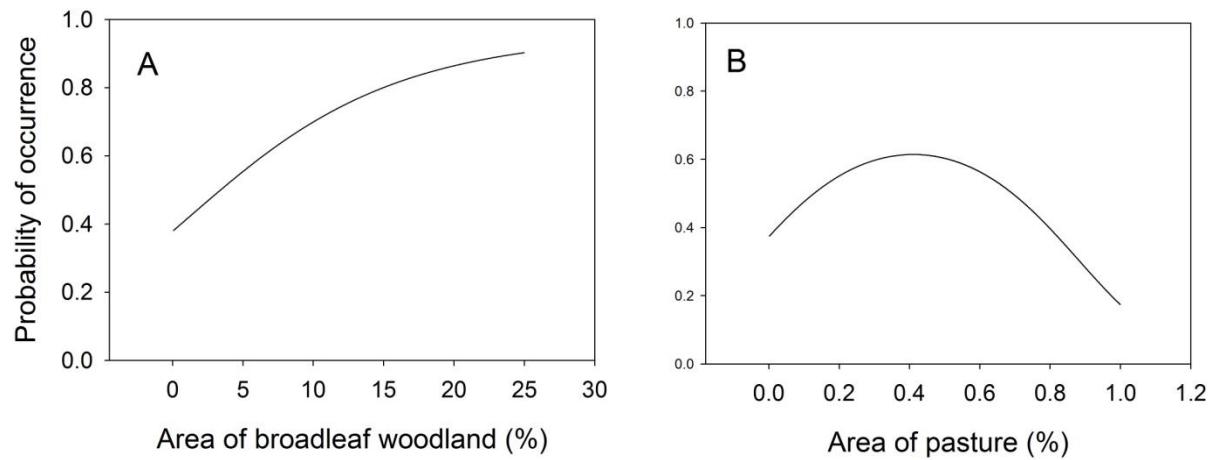 A
Probability of occurrence
1.0
0.8
0.6
0.4
0.2
0.0
0 5 10 15 20 25 30
Area of broadleaf woodland (%)
B
1.0
0.8
0.6
0.4
0.2
0.0
0.0 0.2 0.4 0.6 0.8 1.0 1.2
Area of pasture (%)